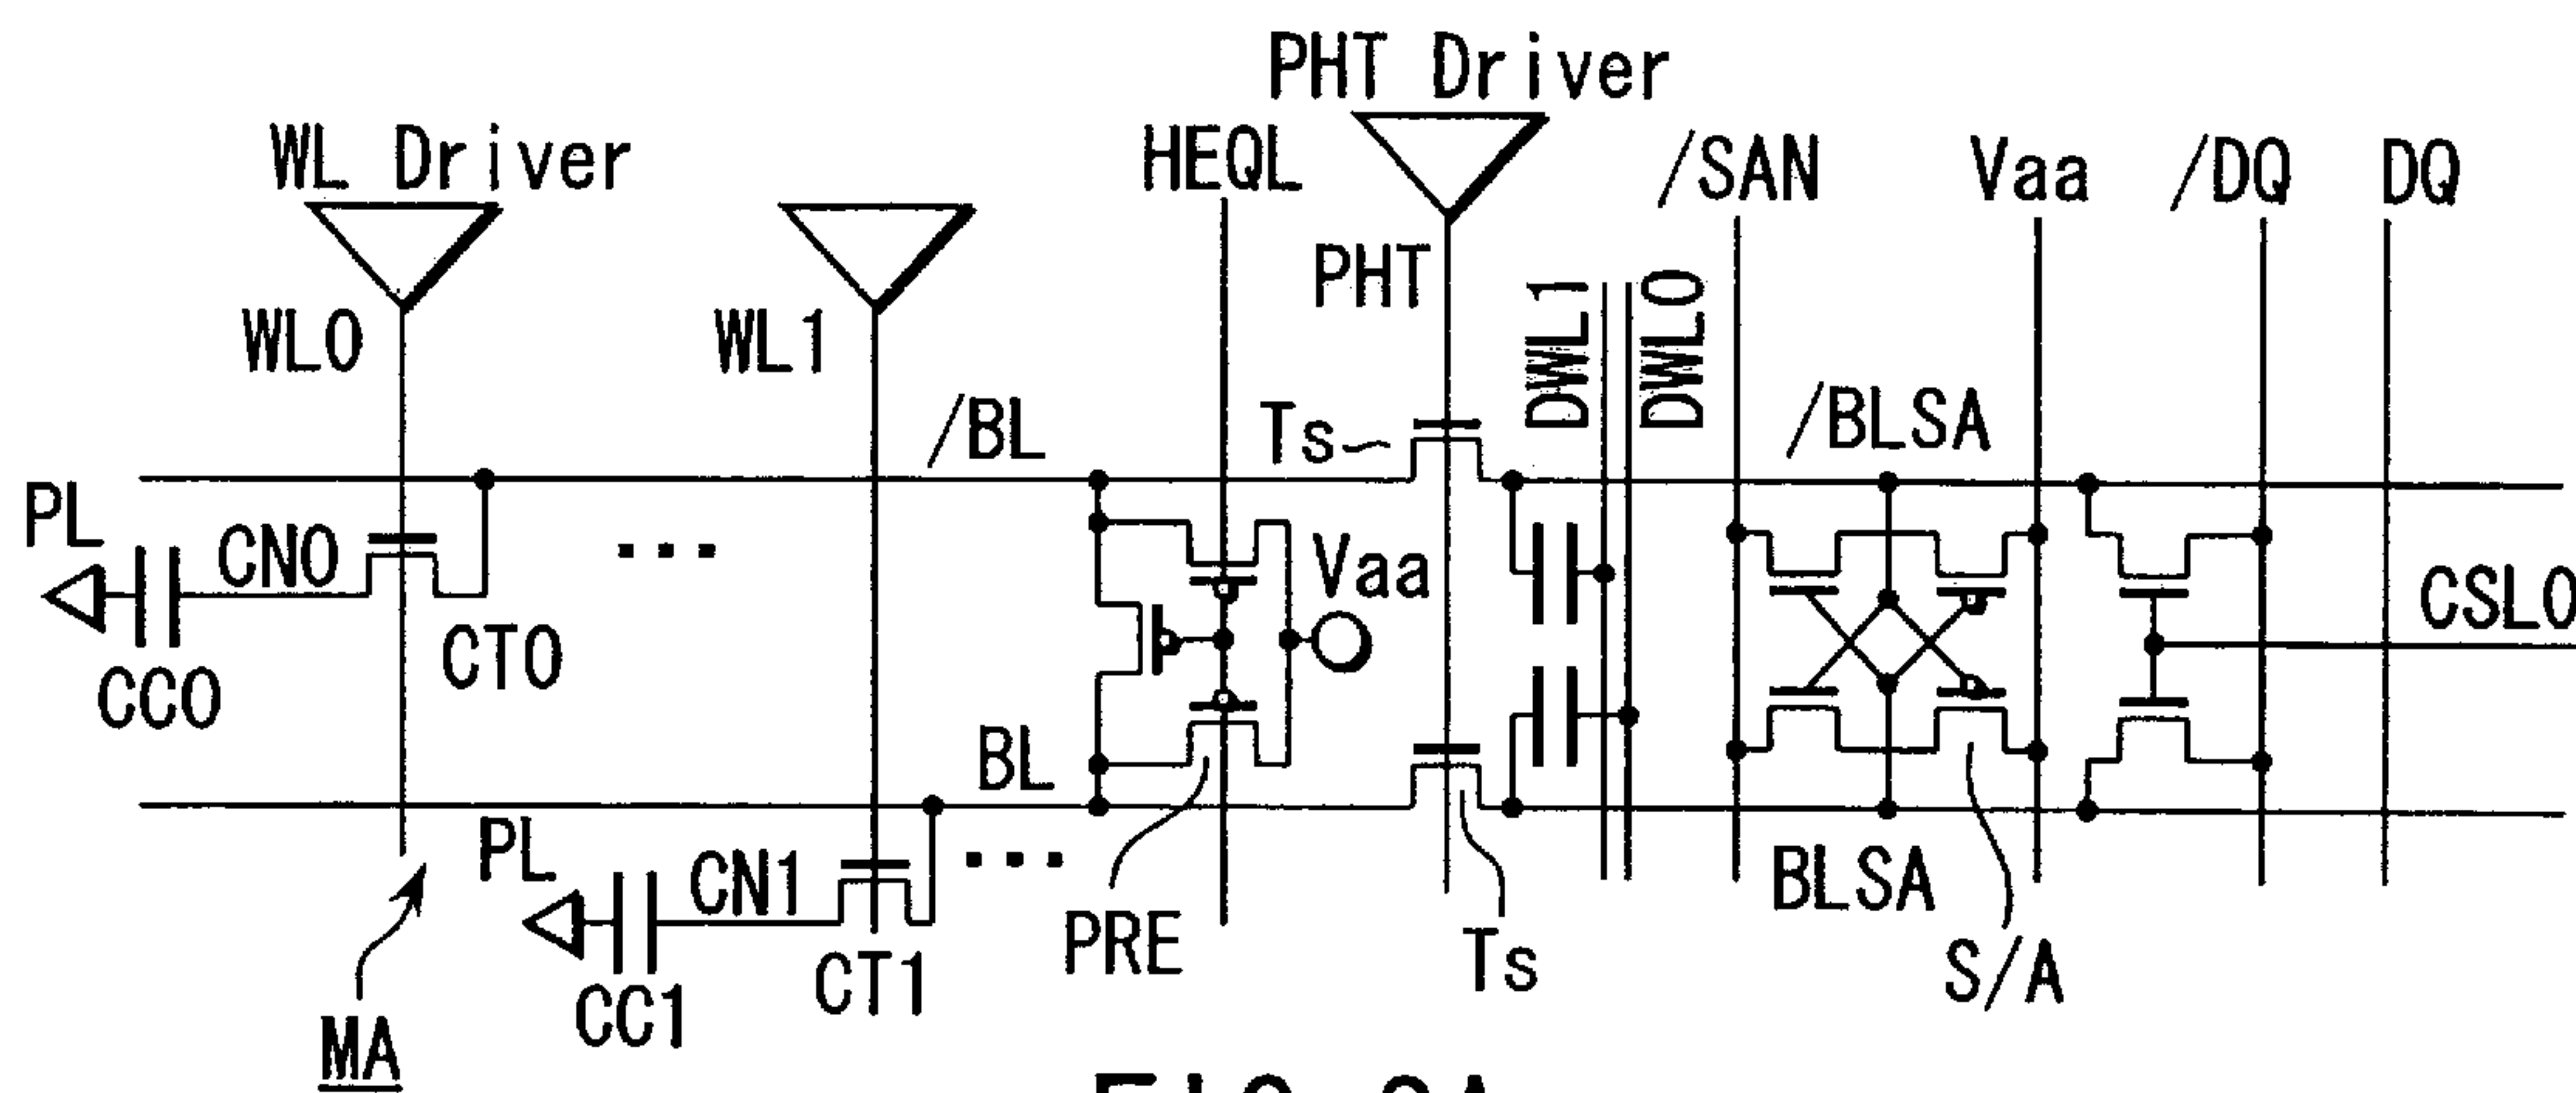 PHT Driver
WL Driver
HEQL
/SAN
Vaa
/DQ
DQ
WL0
WL1
PHT
DWL1
DWL0
/BL
Ts
/BLSA
PL
CN0
...
Vaa
CSL0
CT0
CC0
BL
PL
CN1
...
BLSA
PRE
Ts
S/A
CT1
CC1
MA